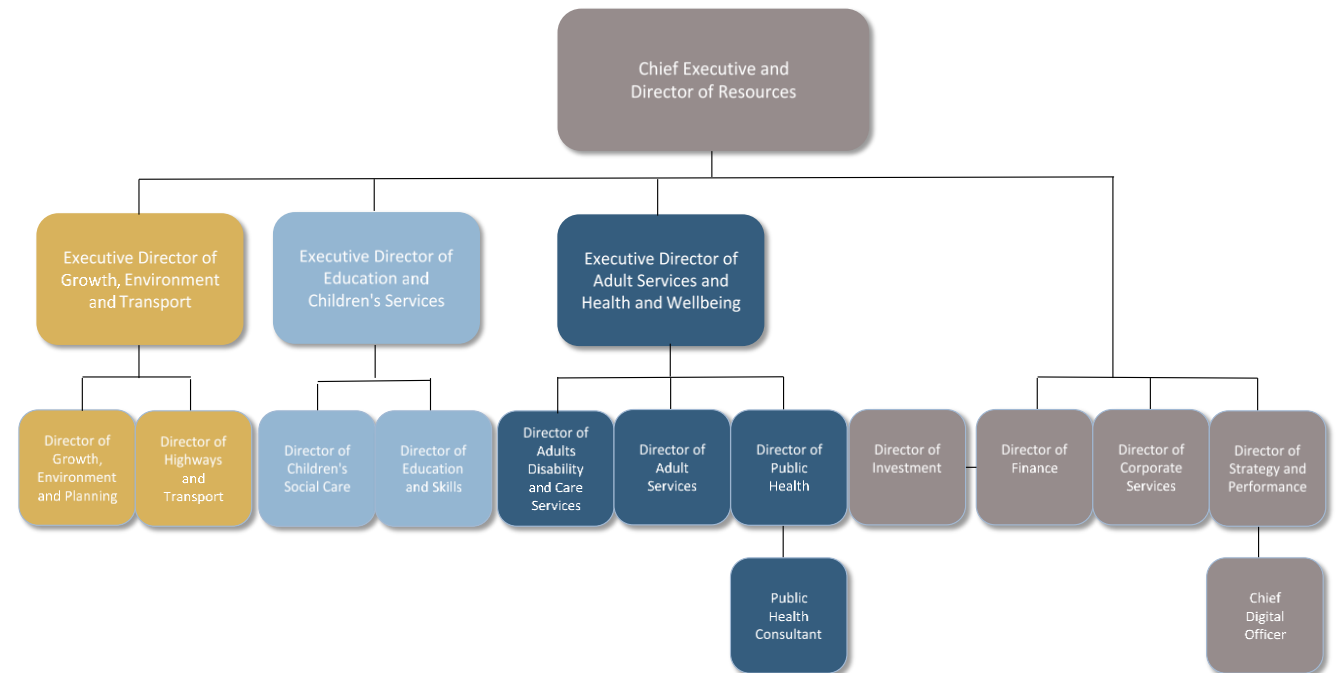 Chief Executive and
Director of Resources
Executive Director of
Growth, Environment
and Transport
Executive Director of
Education and
Children's Services
Executive Director of
Adult Services and
Health and Wellbeing
Director of
Growth,
Environment
and Planning
Director of
Highways
and
Transport
Director of
Children's
Social Care
Director of
Education
and Skills
Director of
Adults
Disability
and Care
Services
Director of
Adult
Services
Director of
Public
Health
Director of
Investment
Director of
Finance
Director of
Corporate
Services
Director of
Strategy and
Performance
Public
Health
Consultant
Chief
Digital
Officer